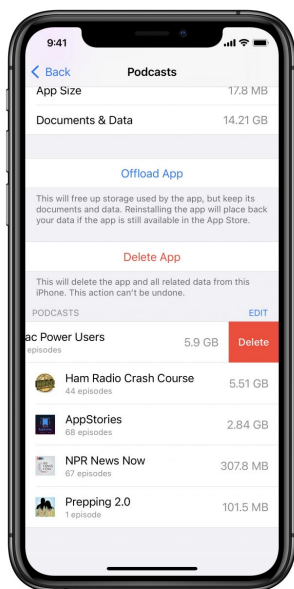 9:41
Back Podcasts
App Size 17.8 MB
Documents & Data 14.21 GB
Offload App
This will free up storage used by the app, but keep its
documents and data. Reinstalling the app will place back
your data if the app is still available in the App Store.
Delete App
This will delete the app and all related data from this
iPhone. This action can't be undone.
PODCASTS EDIT
ac Power Users 5.9 GB Delete
episodes
Ham Radio Crash Course 5.51 GB
44 episodes
AppStories 2.84 GB
68 episodes
NPR News Now 307.8 MB
67 episodes
Prepping 2.0 101.5 MB
1 episode